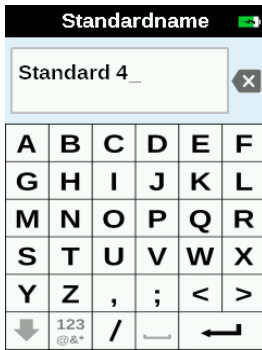 Standardname
Standard 4_
A B C D E F
G H I J K L
M N O P Q R
S T U V W X
Y Z , ; < >
123 /
@&*